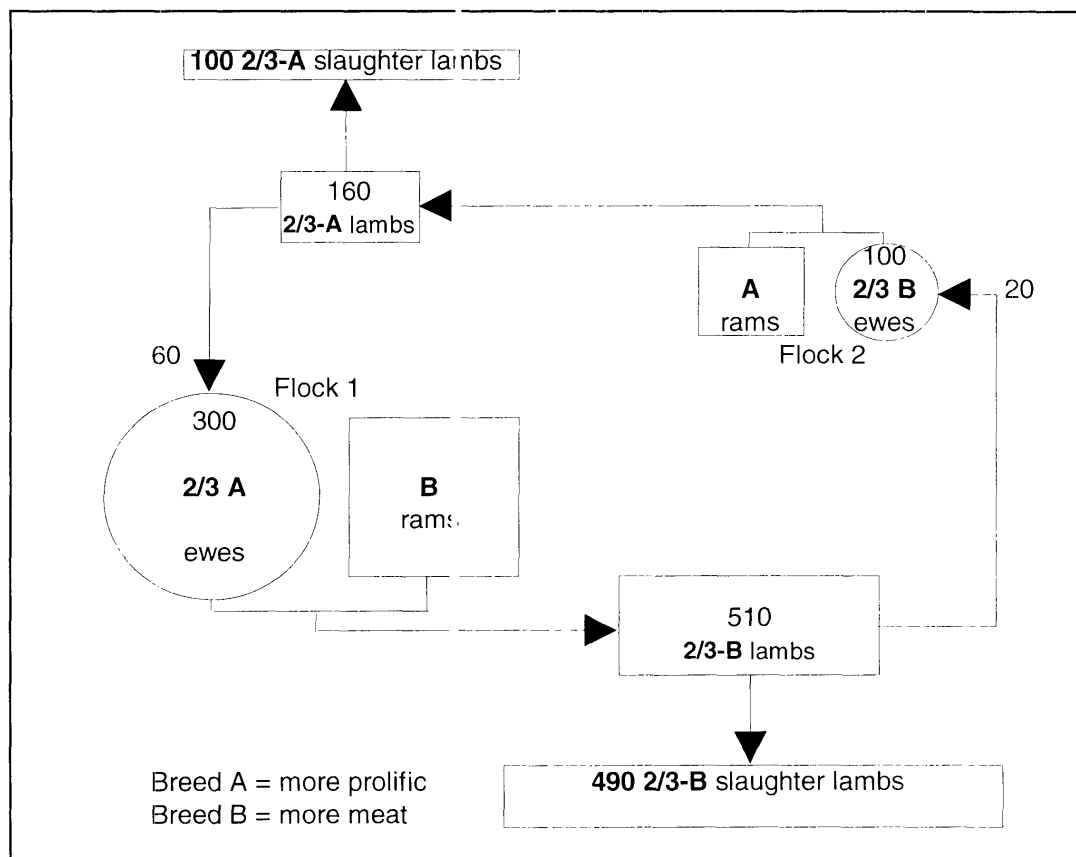 100 2/3-A slaughter lambs
160
2/3-A lambs
100
2/3 B
ewes
A
rams
20
Flock 2
60
Flock 1
300
2/3 A
ewes
B
rams
510
2/3-B lambs
490 2/3-B slaughter lambs
Breed A = more prolific
Breed B = more meat